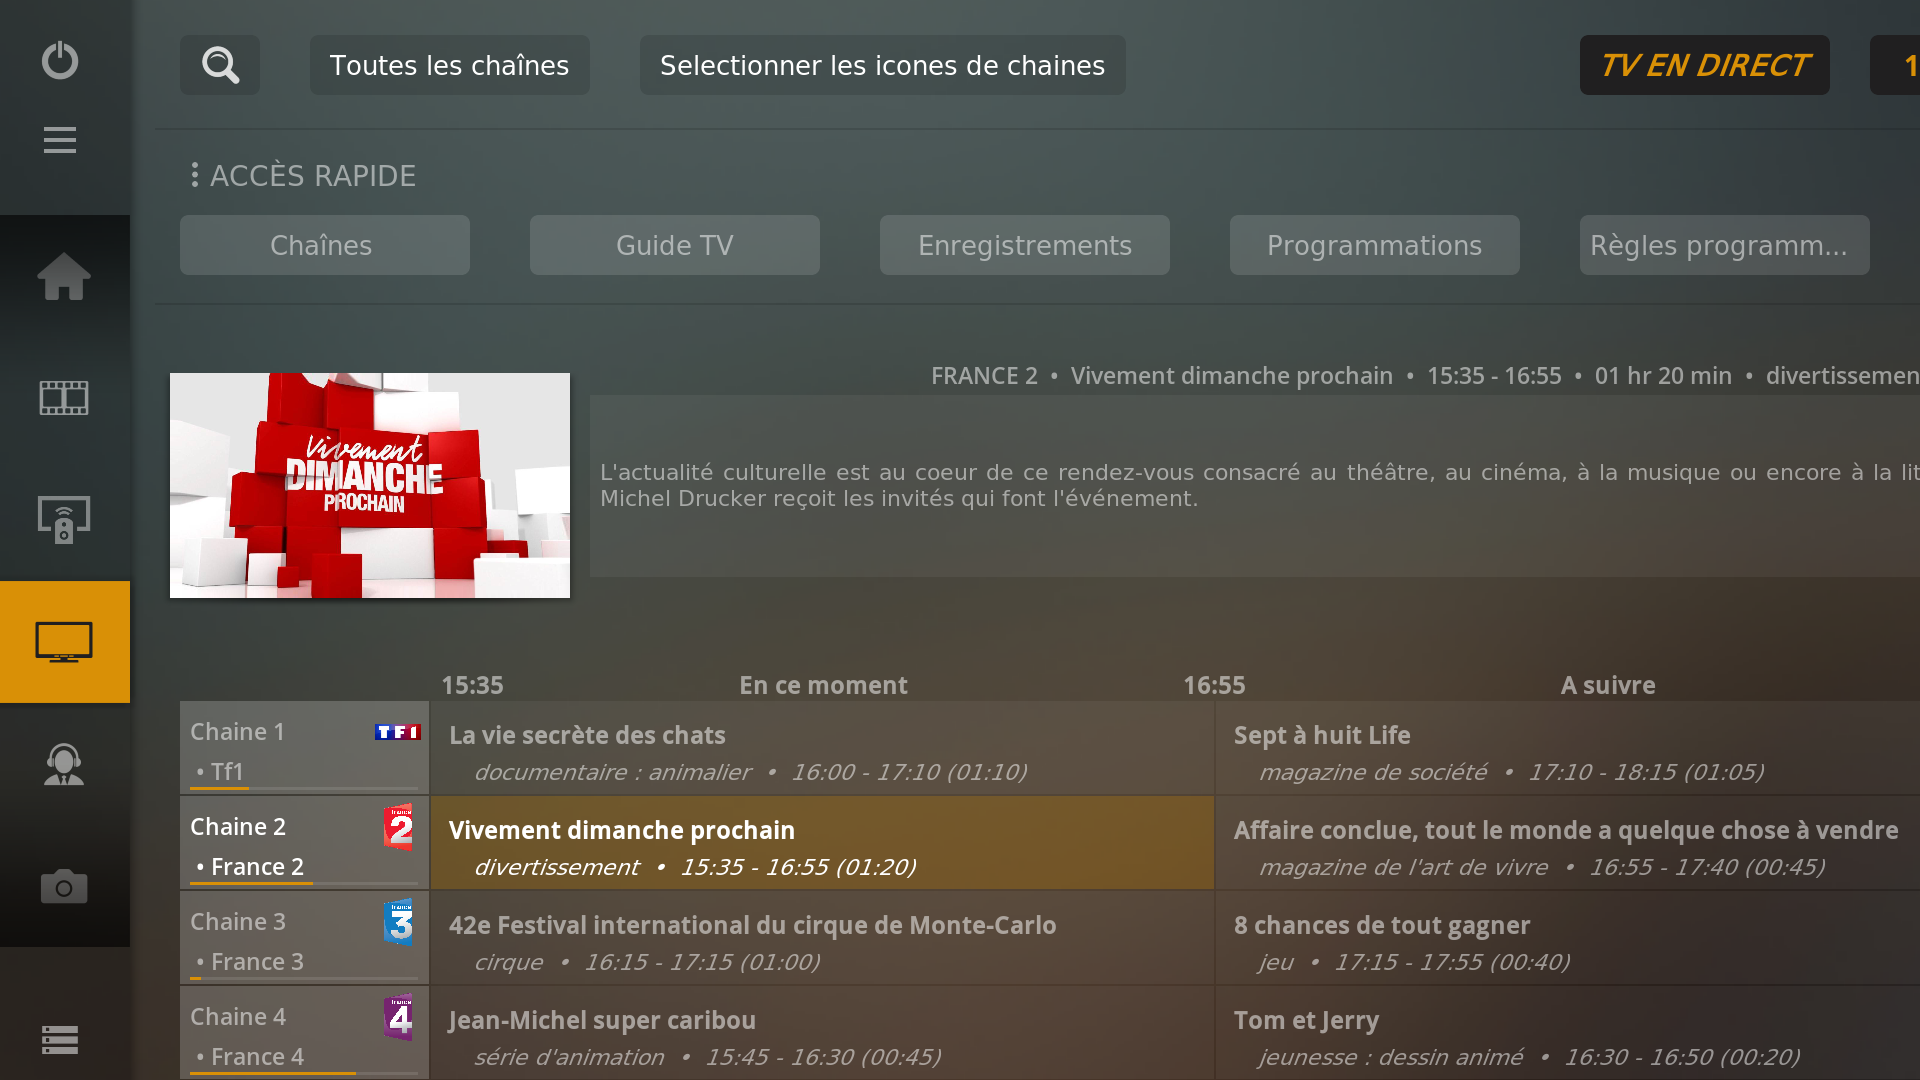 Toutes les chaînes
Selectionner les icones de chaines
TV EN DIRECT
1
ACCÈS RAPIDE
Chaînes
Guide TV
Enregistrements
Programmations
Règles programm...
FRANCE 2 • Vivement dimanche prochain • 15:35 - 16:55 • 01 hr 20 min • divertissemen
Vivement
DIMANCHE
PROCHAIN
L'actualité culturelle est au coeur de ce rendez-vous consacré au théâtre, au cinéma, à la musique ou encore à la lit
Michel Drucker reçoit les invités qui font l'événement.
15:35
En ce moment
16:55
A suivre
Chaine 1
TF1
• Tf1
La vie secrète des chats
documentaire : animalier • 16:00 - 17:10 (01:10)
Sept à huit Life
magazine de société • 17:10 - 18:15 (01:05)
Chaine 2
france
2
• France 2
Vivement dimanche prochain
divertissement • 15:35 - 16:55 (01:20)
Affaire conclue, tout le monde a quelque chose à vendre
magazine de l'art de vivre • 16:55 - 17:40 (00:45)
Chaine 3
france
3
• France 3
42e Festival international du cirque de Monte-Carlo
cirque • 16:15 - 17:15 (01:00)
8 chances de tout gagner
jeu • 17:15 - 17:55 (00:40)
Chaine 4
france
4
• France 4
Jean-Michel super caribou
série d'animation • 15:45 - 16:30 (00:45)
Tom et Jerry
jeunesse : dessin animé • 16:30 - 16:50 (00:20)